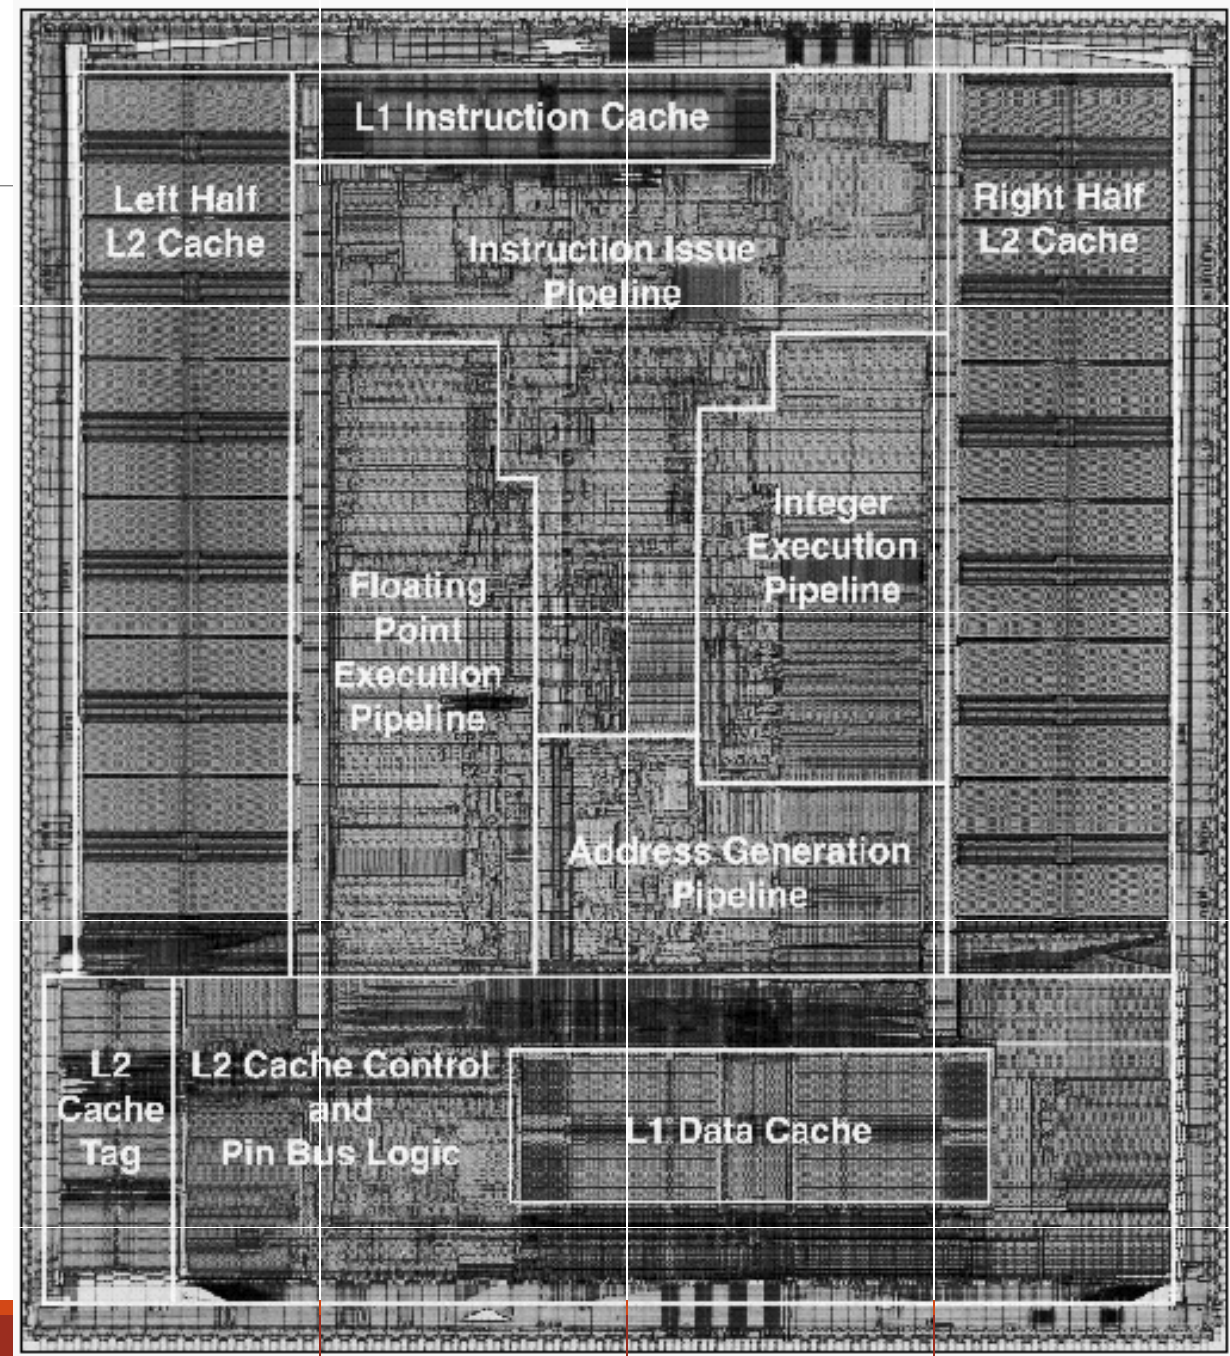 L1 Instruction Cache
Left Half
L2 Cache
Right Half
L2 Cache
Instruction Issue
Pipeline
Integer
Execution
Pipeline
Floating
Point
Execution
Pipeline
Address Generation
Pipeline
L2
Cache
Tag
L2 Cache Control
and
Pin Bus Logic
L1 Data Cache